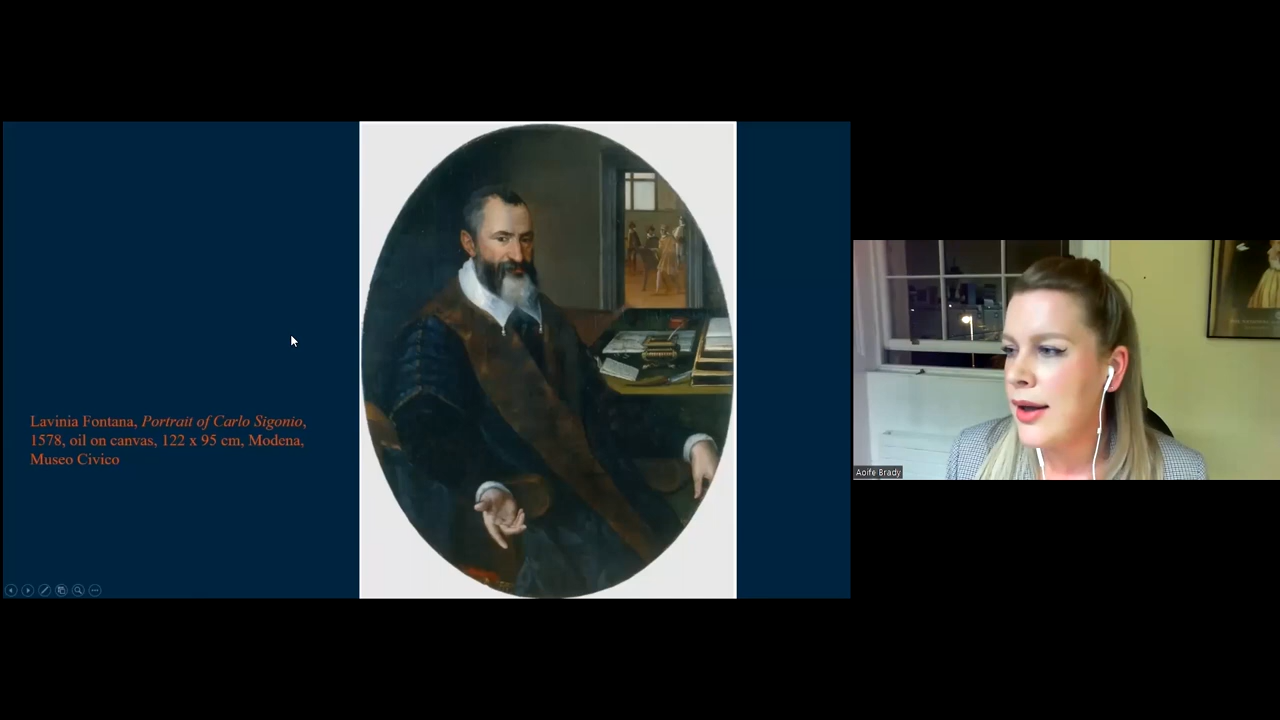 Lavinia Fontana, Portrait of Carlo Sigonio,
1578, oil on canvas, 122 x 95 cm, Modena,
Museo Civico
Aoife Brady